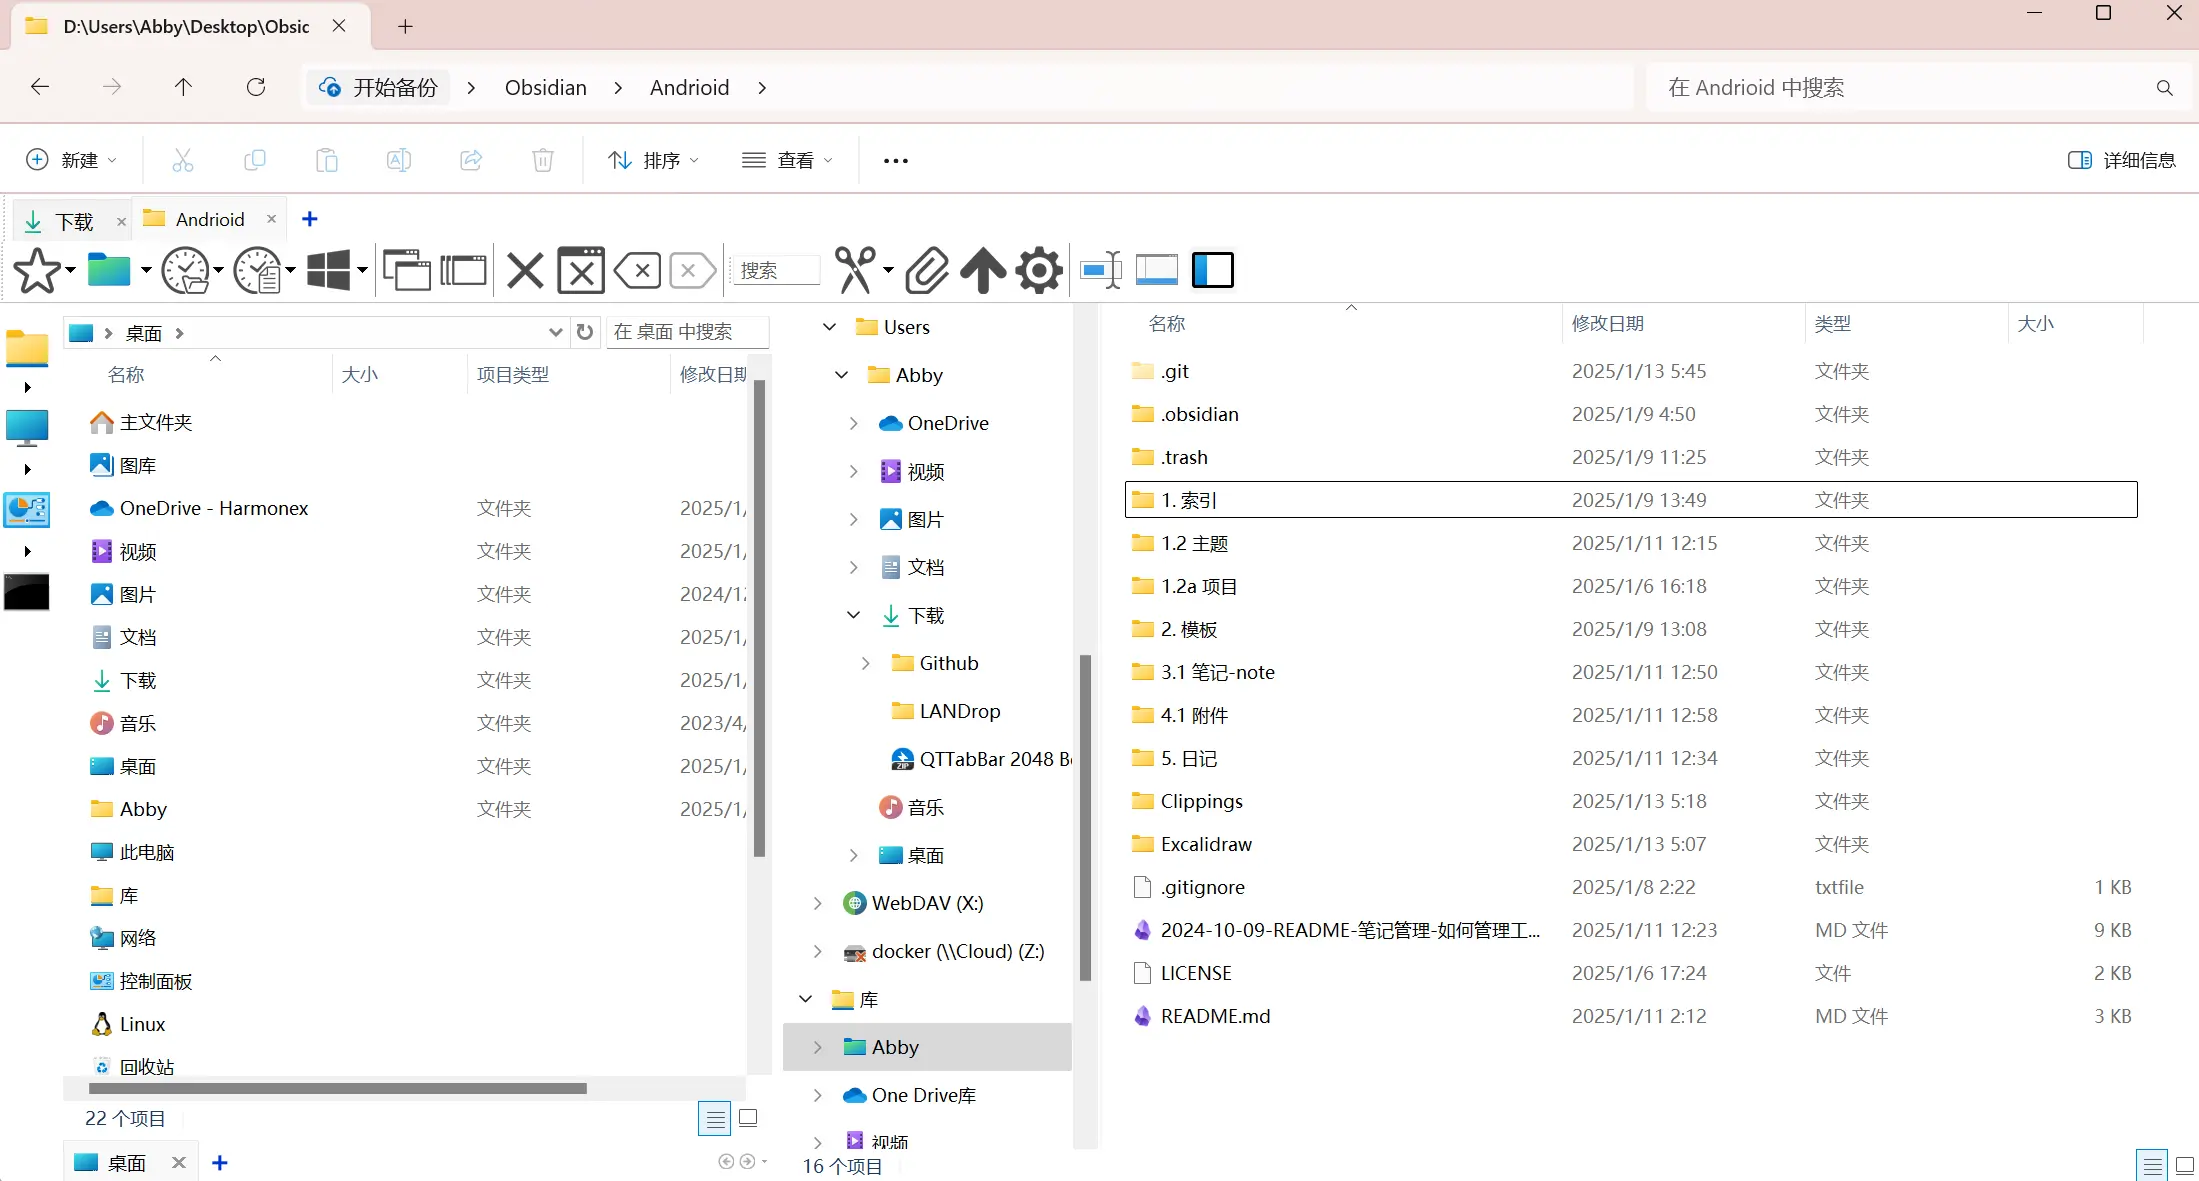 D:\Users\Abby\Desktop\Obsic
开始备份 Obsidian Andrioid
在 Andrioid 中搜索
新建 排序 查看 详细信息
下载 Andrioid
搜索
桌面
在 桌面 中搜索
名称 大小 项目类型 修改日期
主文件夹
图库
OneDrive - Harmonex 文件夹 2025/1/
视频 文件夹 2025/1/
图片 文件夹 2024/12
文档 文件夹 2025/1/
下载 文件夹 2025/1/
音乐 文件夹 2023/4/
桌面 文件夹 2025/1/
Abby 文件夹 2025/1/
此电脑
库
网络
控制面板
Linux
回收站
22 个项目
桌面
Users
Abby
OneDrive
视频
图片
文档
下载
Github
LANDrop
ZIP QTTabBar 2048 Be
音乐
桌面
WebDAV (X:)
docker (\\Cloud) (Z:)
库
Abby
One Drive库
视频
16 个项目
名称 修改日期 类型 大小
.git 2025/1/13 5:45 文件夹
.obsidian 2025/1/9 4:50 文件夹
.trash 2025/1/9 11:25 文件夹
1. 索引 2025/1/9 13:49 文件夹
1.2 主题 2025/1/11 12:15 文件夹
1.2a 项目 2025/1/6 16:18 文件夹
2. 模板 2025/1/9 13:08 文件夹
3.1 笔记-note 2025/1/11 12:50 文件夹
4.1 附件 2025/1/11 12:58 文件夹
5. 日记 2025/1/11 12:34 文件夹
Clippings 2025/1/13 5:18 文件夹
Excalidraw 2025/1/13 5:07 文件夹
.gitignore 2025/1/8 2:22 txtfile 1 KB
2024-10-09-README-笔记管理-如何管理工... 2025/1/11 12:23 MD 文件 9 KB
LICENSE 2025/1/6 17:24 文件 2 KB
README.md 2025/1/11 2:12 MD 文件 3 KB